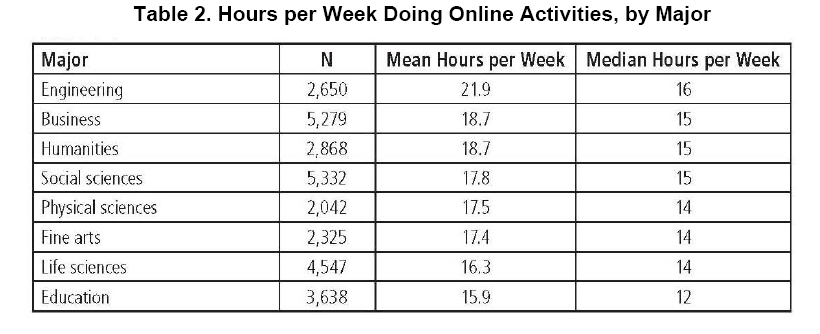 Table 2. Hours per Week Doing Online Activities, by Major
Major N Mean Hours per Week Median Hours per Week
Engineering 2,650 21.9 16
Business 5,279 18.7 15
Humanities 2,868 18.7 15
Social sciences 5,332 17.8 15
Physical sciences 2,042 17.5 14
Fine arts 2,325 17.4 14
Life sciences 4,547 16.3 14
Education 3,638 15.9 12